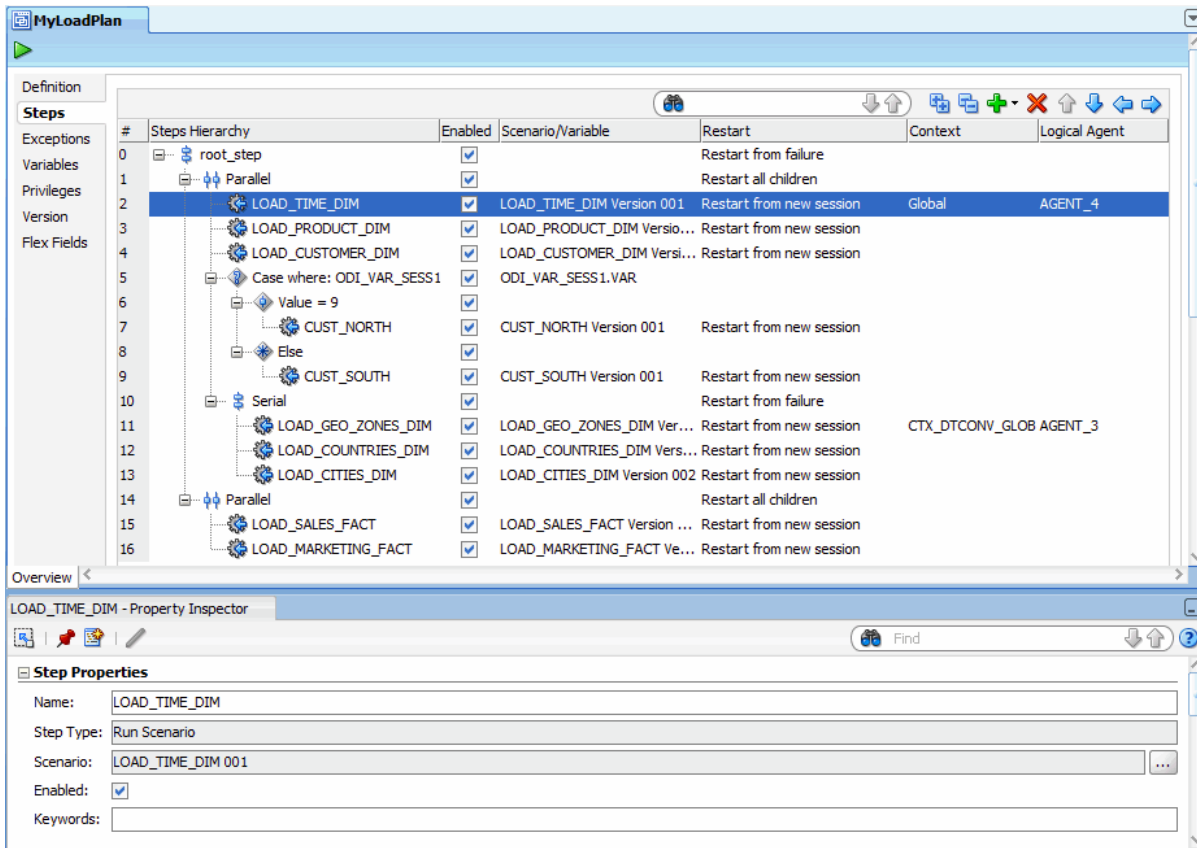 MyLoadPlan
Definition
Steps
Exceptions
Variables
Privileges
Version
Flex Fields
# Steps Hierarchy Enabled Scenario/Variable Restart Context Logical Agent
0 root_step Restart from failure
1 Parallel Restart all children
2 LOAD_TIME_DIM LOAD_TIME_DIM Version 001 Restart from new session Global AGENT_4
3 LOAD_PRODUCT_DIM LOAD_PRODUCT_DIM Versio... Restart from new session
4 LOAD_CUSTOMER_DIM LOAD_CUSTOMER_DIM Versi... Restart from new session
5 Case where: ODI_VAR_SESS1 ODI_VAR_SESS1.VAR
6 Value = 9
7 CUST_NORTH CUST_NORTH Version 001 Restart from new session
8 Else
9 CUST_SOUTH CUST_SOUTH Version 001 Restart from new session
10 Serial Restart from failure
11 LOAD_GEO_ZONES_DIM LOAD_GEO_ZONES_DIM Ver... Restart from new session CTX_DTCONV_GLOB AGENT_3
12 LOAD_COUNTRIES_DIM LOAD_COUNTRIES_DIM Vers... Restart from new session
13 LOAD_CITIES_DIM LOAD_CITIES_DIM Version 002 Restart from new session
14 Parallel Restart all children
15 LOAD_SALES_FACT LOAD_SALES_FACT Version ... Restart from new session
16 LOAD_MARKETING_FACT LOAD_MARKETING_FACT Ve... Restart from new session
Overview
LOAD_TIME_DIM - Property Inspector
Find
Step Properties
Name: LOAD_TIME_DIM
Step Type: Run Scenario
Scenario: LOAD_TIME_DIM 001 ...
Enabled:
Keywords: